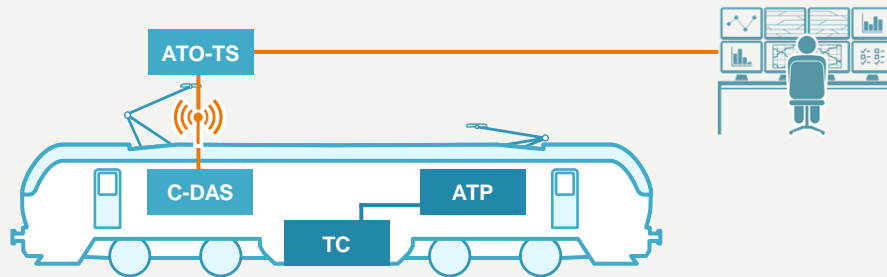 ATO-TS
C-DAS
ATP
TC